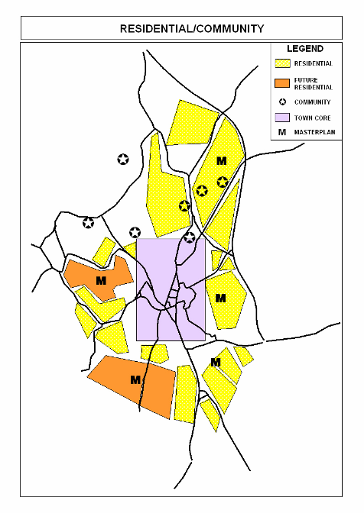 RESIDENTIAL/COMMUNITY
LEGEND
RESIDENTIAL
FUTURE
RESIDENTIAL
COMMUNITY
TOWN CORE
M MASTERPLAN
M
M
M
M
M